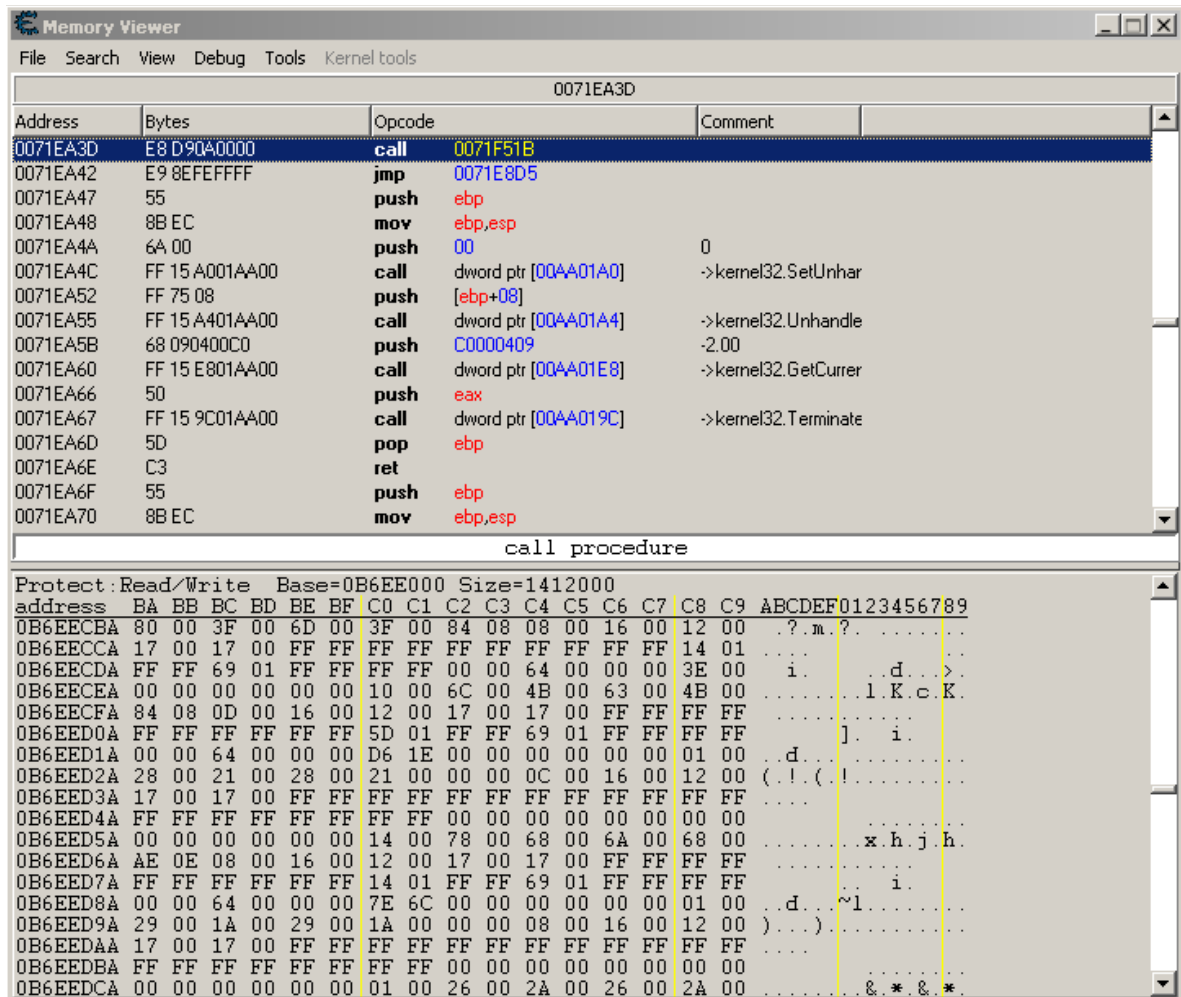 Memory Viewer
File Search View Debug Tools Kernel tools
0071EA3D
Address Bytes Opcode Comment
0071EA3D E8 D90A0000 call 0071F51B
0071EA42 E9 8EFEFFFF jmp 0071E8D5
0071EA47 55 push ebp
0071EA48 8B EC mov ebp,esp
0071EA4A 6A 00 push 00 0
0071EA4C FF 15 A001AA00 call dword ptr [00AA01A0] ->kernel32.SetUnhar
0071EA52 FF 75 08 push [ebp+08]
0071EA55 FF 15 A401AA00 call dword ptr [00AA01A4] ->kernel32.Unhandle
0071EA5B 68 090400C0 push C0000409 -2.00
0071EA60 FF 15 E801AA00 call dword ptr [00AA01E8] ->kernel32.GetCurrer
0071EA66 50 push eax
0071EA67 FF 15 9C01AA00 call dword ptr [00AA019C] ->kernel32.Terminate
0071EA6D 5D pop ebp
0071EA6E C3 ret
0071EA6F 55 push ebp
0071EA70 8B EC mov ebp,esp
call procedure
Protect:Read/Write Base=0B6EE000 Size=1412000
address BA BB BC BD BE BF C0 C1 C2 C3 C4 C5 C6 C7 C8 C9 ABCDEF0123456789
0B6EECBA 80 00 3F 00 6D 00 3F 00 84 08 08 00 16 00 12 00 .?.m.?. .......
0B6EECCA 17 00 17 00 FF FF FF FF FF FF FF FF FF FF 14 01 .... ..
0B6EECDA FF FF 69 01 FF FF FF FF 00 00 64 00 00 00 3E 00 i. ..d...>.
0B6EECEA 00 00 00 00 00 00 10 00 6C 00 4B 00 63 00 4B 00 ........l.K.c.K.
0B6EECFA 84 08 0D 00 16 00 12 00 17 00 17 00 FF FF FF FF ...........
0B6EED0A FF FF FF FF FF FF 5D 01 FF FF 69 01 FF FF FF FF ]. i.
0B6EED1A 00 00 64 00 00 00 D6 1E 00 00 00 00 00 00 01 00 ..d... .........
0B6EED2A 28 00 21 00 28 00 21 00 00 00 0C 00 16 00 12 00 (.!.(.!.........
0B6EED3A 17 00 17 00 FF FF FF FF FF FF FF FF FF FF FF FF ....
0B6EED4A FF FF FF FF FF FF FF FF 00 00 00 00 00 00 00 00 ........
0B6EED5A 00 00 00 00 00 00 14 00 78 00 68 00 6A 00 68 00 ........x.h.j.h.
0B6EED6A AE 0E 08 00 16 00 12 00 17 00 17 00 FF FF FF FF ...........
0B6EED7A FF FF FF FF FF FF 14 01 FF FF 69 01 FF FF FF FF .. i.
0B6EED8A 00 00 64 00 00 00 7E 6C 00 00 00 00 00 00 01 00 ..d...~l........
0B6EED9A 29 00 1A 00 29 00 1A 00 00 00 08 00 16 00 12 00 )...)...........
0B6EEDAA 17 00 17 00 FF FF FF FF FF FF FF FF FF FF FF FF ....
0B6EEDBA FF FF FF FF FF FF FF FF 00 00 00 00 00 00 00 00 ........
0B6EEDCA 00 00 00 00 00 00 01 00 26 00 2A 00 26 00 2A 00 ........&.*.&.*.